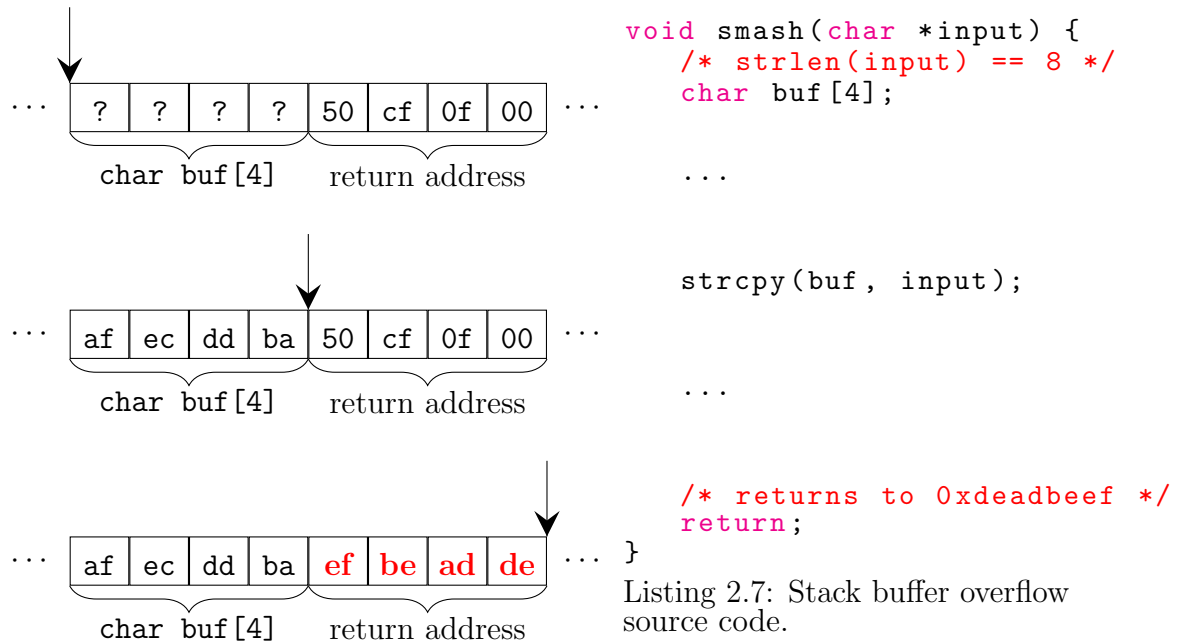 ... ? ? ? ? 50 cf 0f 00 ...
char buf[4] return address
... af ec dd ba 50 cf 0f 00 ...
char buf[4] return address
... af ec dd ba ef be ad de ...
char buf[4] return address
void smash(char *input) {
/* strlen(input) == 8 */
char buf[4];
...
strcpy(buf, input);
...
/* returns to 0xdeadbeef */
return;
}
Listing 2.7: Stack buffer overflow
source code.